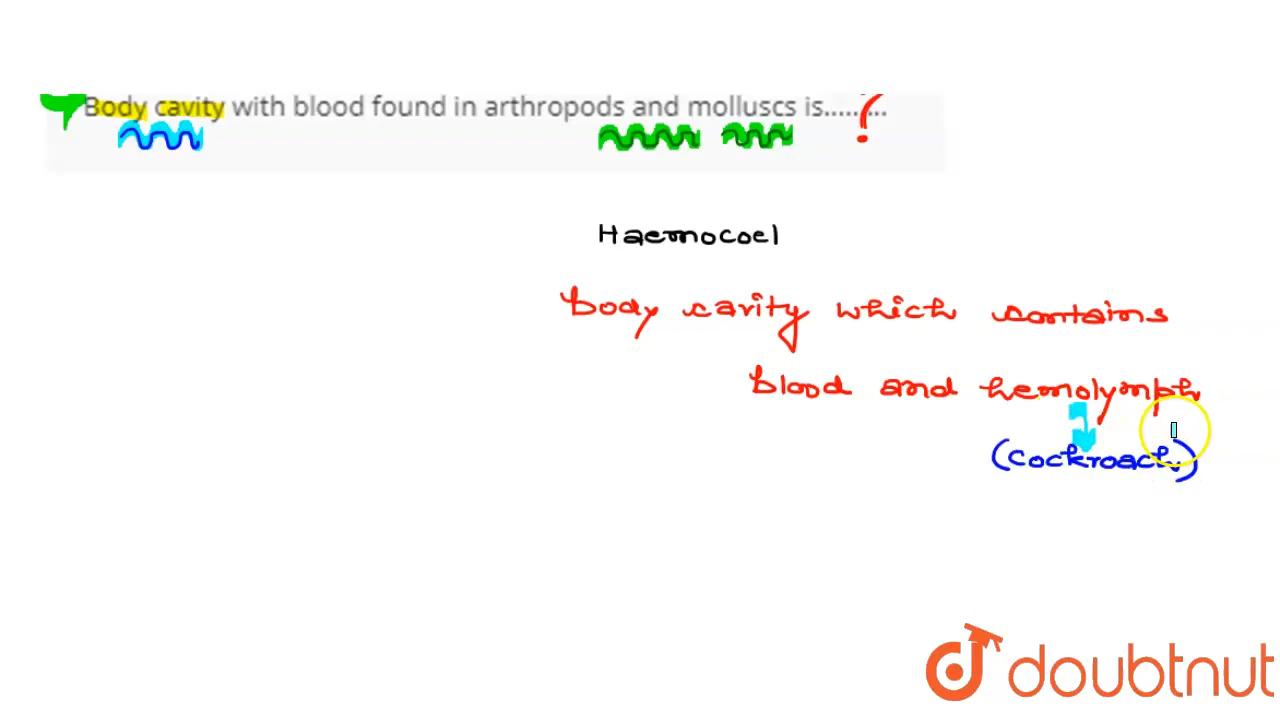 Body cavity with blood found in arthropods and molluscs is.......... ?
Haemocoel
Body cavity which contains
blood and hemolymph
(cockroach)
doubtnut